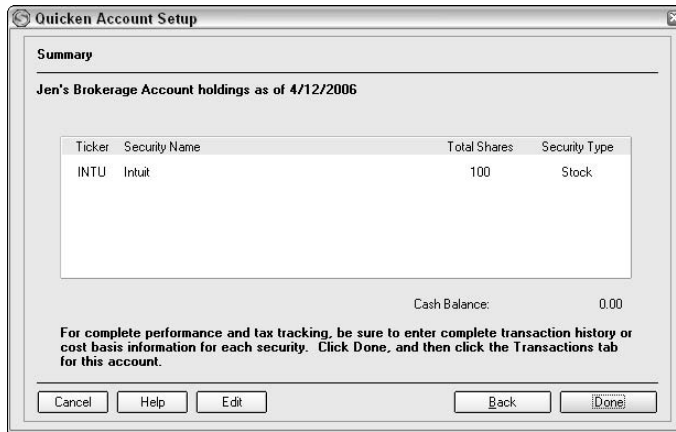 Quicken Account Setup
Summary
Jen's Brokerage Account holdings as of 4/12/2006
Ticker Security Name Total Shares Security Type
INTU Intuit 100 Stock
Cash Balance: 0.00
For complete performance and tax tracking, be sure to enter complete transaction history or
cost basis information for each security. Click Done, and then click the Transactions tab
for this account.
Cancel Help Edit Back Done